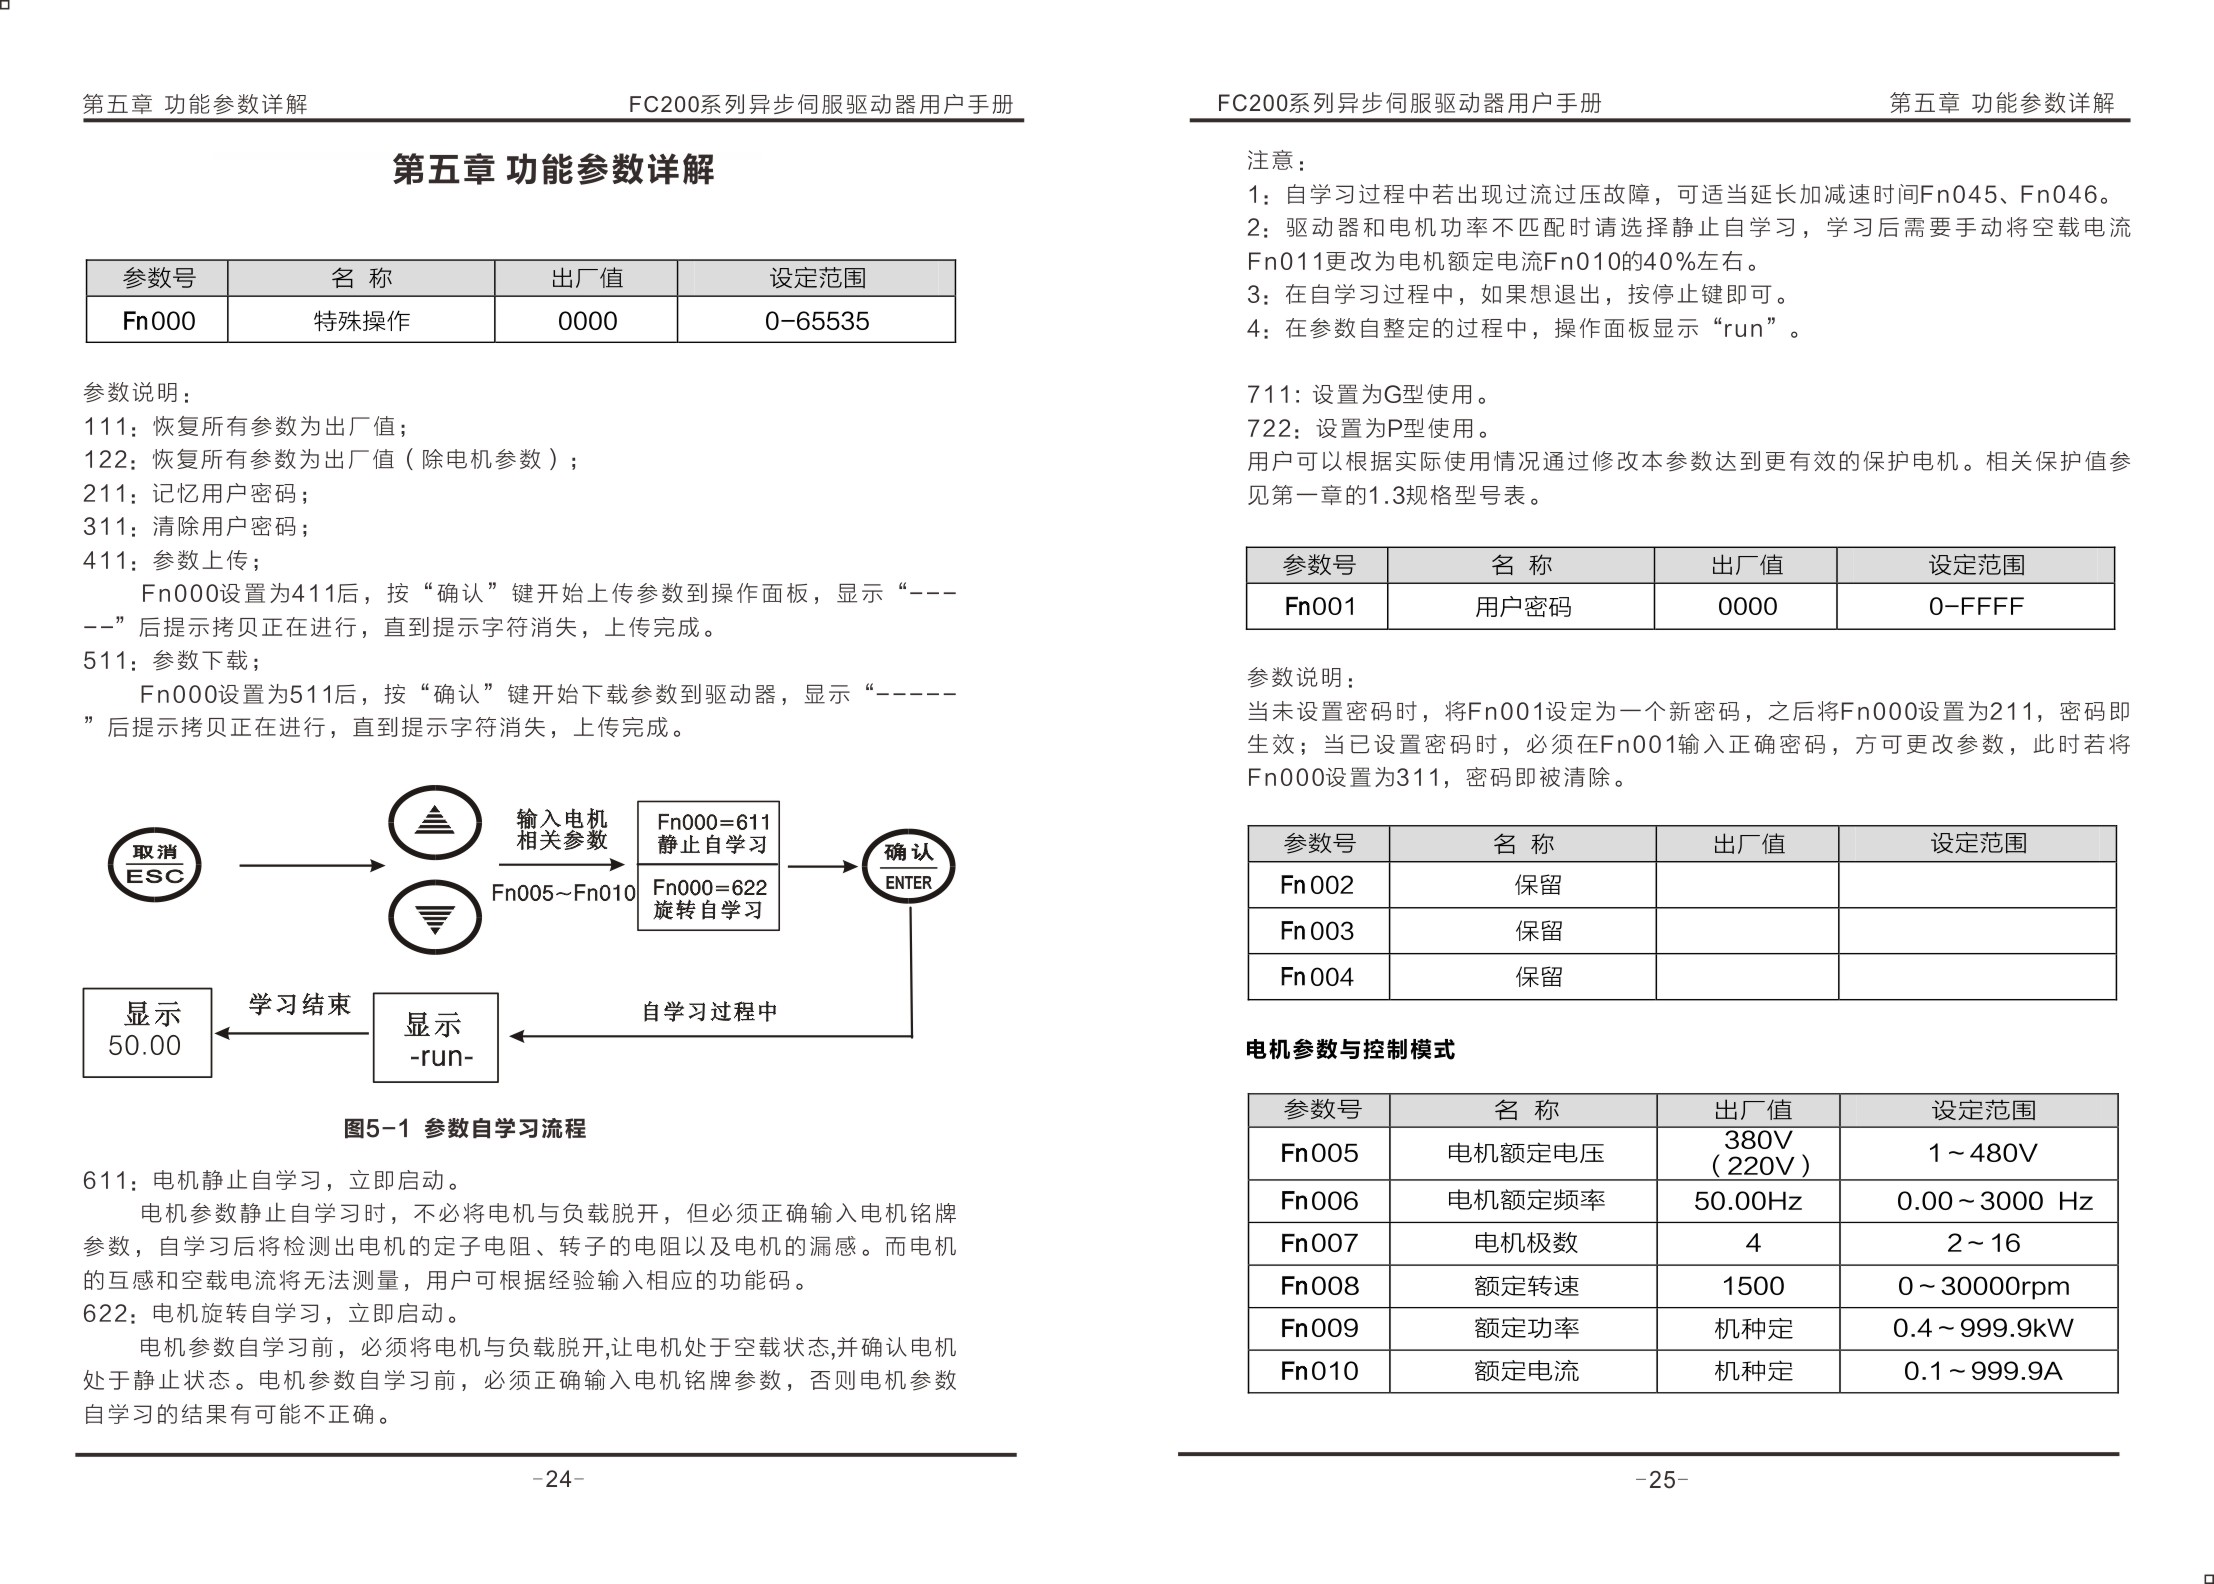 第五章 功能参数详解 FC200系列异步伺服驱动器用户手册
第五章 功能参数详解
参数号 名 称 出厂值 设定范围
Fn000 特殊操作 0000 0-65535
参数说明:
111: 恢复所有参数为出厂值;
122: 恢复所有参数为出厂值(除电机参数);
211: 记忆用户密码;
311: 清除用户密码;
411: 参数上传;
Fn000设置为411后，按“确认”键开始上传参数到操作面板，显示“---
--”后提示拷贝正在进行，直到提示字符消失，上传完成。
511: 参数下载;
Fn000设置为511后，按“确认”键开始下载参数到驱动器，显示“-----
”后提示拷贝正在进行，直到提示字符消失，上传完成。
取消
ESC
输入电机
相关参数
Fn005~Fn010
Fn000=611
静止自学习
Fn000=622
旋转自学习
确认
ENTER
自学习过程中
显示
-run-
学习结束
显示
50.00
图5-1 参数自学习流程
611: 电机静止自学习，立即启动。
电机参数静止自学习时，不必将电机与负载脱开，但必须正确输入电机铭牌
参数，自学习后将检测出电机的定子电阻、转子的电阻以及电机的漏感。而电机
的互感和空载电流将无法测量，用户可根据经验输入相应的功能码。
622: 电机旋转自学习，立即启动。
电机参数自学习前，必须将电机与负载脱开,让电机处于空载状态,并确认电机
处于静止状态。电机参数自学习前，必须正确输入电机铭牌参数，否则电机参数
自学习的结果有可能不正确。
-24-
FC200系列异步伺服驱动器用户手册 第五章 功能参数详解
注意:
1: 自学习过程中若出现过流过压故障，可适当延长加减速时间Fn045、Fn046。
2: 驱动器和电机功率不匹配时请选择静止自学习，学习后需要手动将空载电流
Fn011更改为电机额定电流Fn010的40%左右。
3: 在自学习过程中，如果想退出，按停止键即可。
4: 在参数自整定的过程中，操作面板显示“run”。
711: 设置为G型使用。
722: 设置为P型使用。
用户可以根据实际使用情况通过修改本参数达到更有效的保护电机。相关保护值参
见第一章的1.3规格型号表。
参数号 名 称 出厂值 设定范围
Fn001 用户密码 0000 0-FFFF
参数说明:
当未设置密码时，将Fn001设定为一个新密码，之后将Fn000设置为211，密码即
生效；当已设置密码时，必须在Fn001输入正确密码，方可更改参数，此时若将
Fn000设置为311，密码即被清除。
参数号 名 称 出厂值 设定范围
Fn002 保留
Fn003 保留
Fn004 保留
电机参数与控制模式
参数号 名 称 出厂值 设定范围
Fn005 电机额定电压 380V（220V） 1~480V
Fn006 电机额定频率 50.00Hz 0.00~3000 Hz
Fn007 电机极数 4 2~16
Fn008 额定转速 1500 0~30000rpm
Fn009 额定功率 机种定 0.4~999.9kW
Fn010 额定电流 机种定 0.1~999.9A
-25-